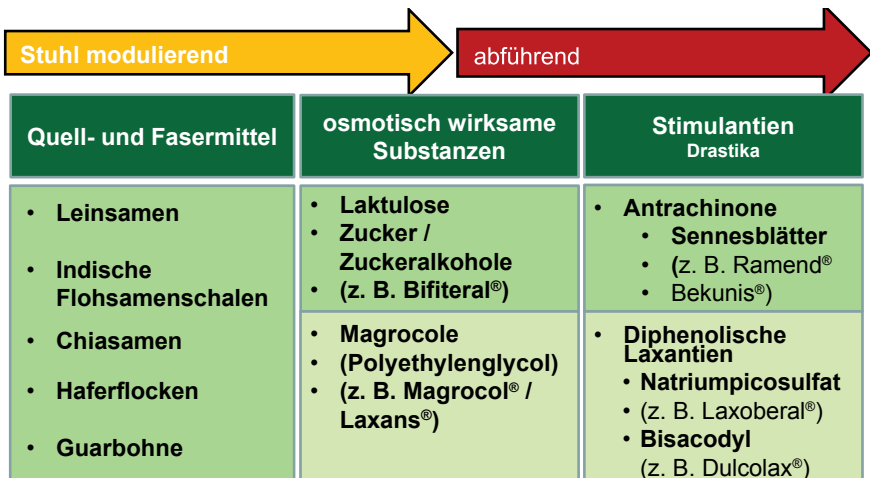 Stuhl modulierend
abführend
Quell- und Fasermittel
osmotisch wirksame
Substanzen
Stimulantien
Drastika
• Leinsamen
• Indische
Flohsamenschalen
• Chiasamen
• Haferflocken
• Guarbohne
• Laktulose
• Zucker /
Zuckeralkohole
• (z. B. Bifiteral®)
• Magrocole
• (Polyethylenglycol)
• (z. B. Magrocol® /
Laxans®)
• Antrachinone
• Sennesblätter
• (z. B. Ramend®
• Bekunis®)
• Diphenolische
Laxantien
• Natriumpicosulfat
• (z. B. Laxoberal®)
• Bisacodyl
(z. B. Dulcolax®)